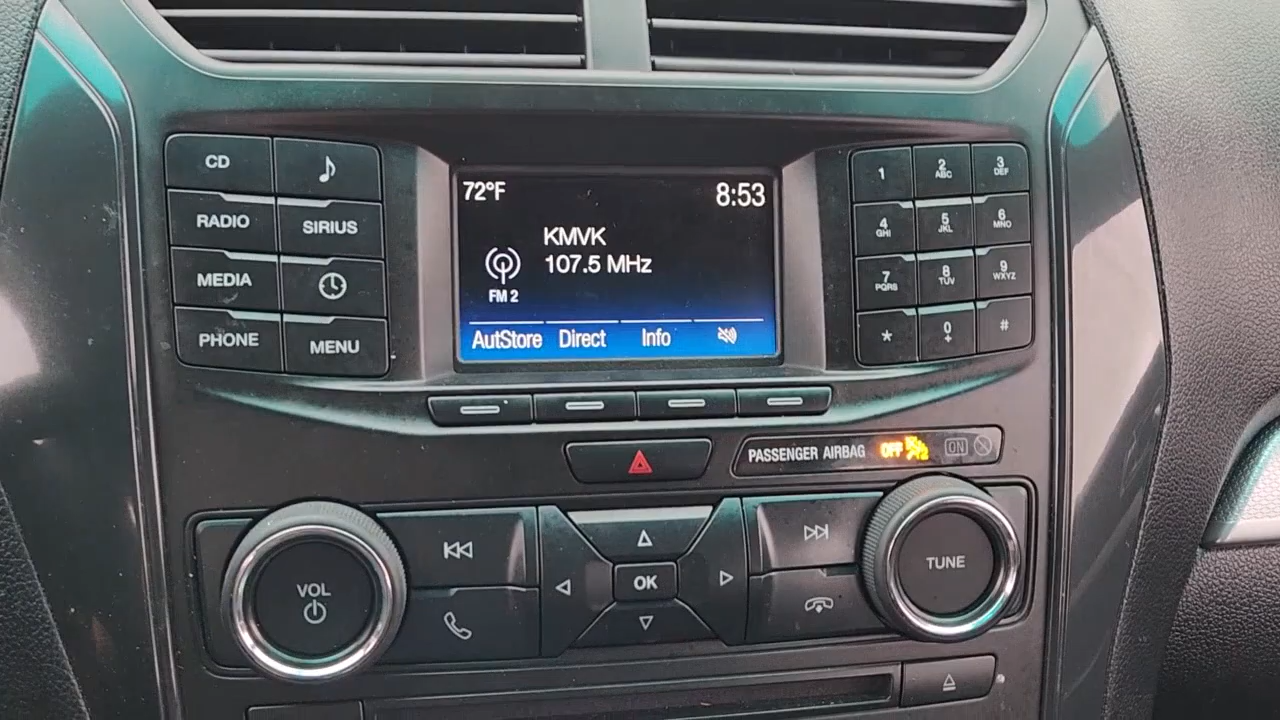 CD
RADIO
SIRIUS
MEDIA
PHONE
MENU
72°F
8:53
KMVK
107.5 MHz
FM 2
AutStore Direct Info
1
2 ABC
3 DEF
4 GHI
5 JKL
6 MNO
7 PQRS
8 TUV
9 WXYZ
*
0 +
#
PASSENGER AIRBAG OFF ON
VOL
OK
TUNE